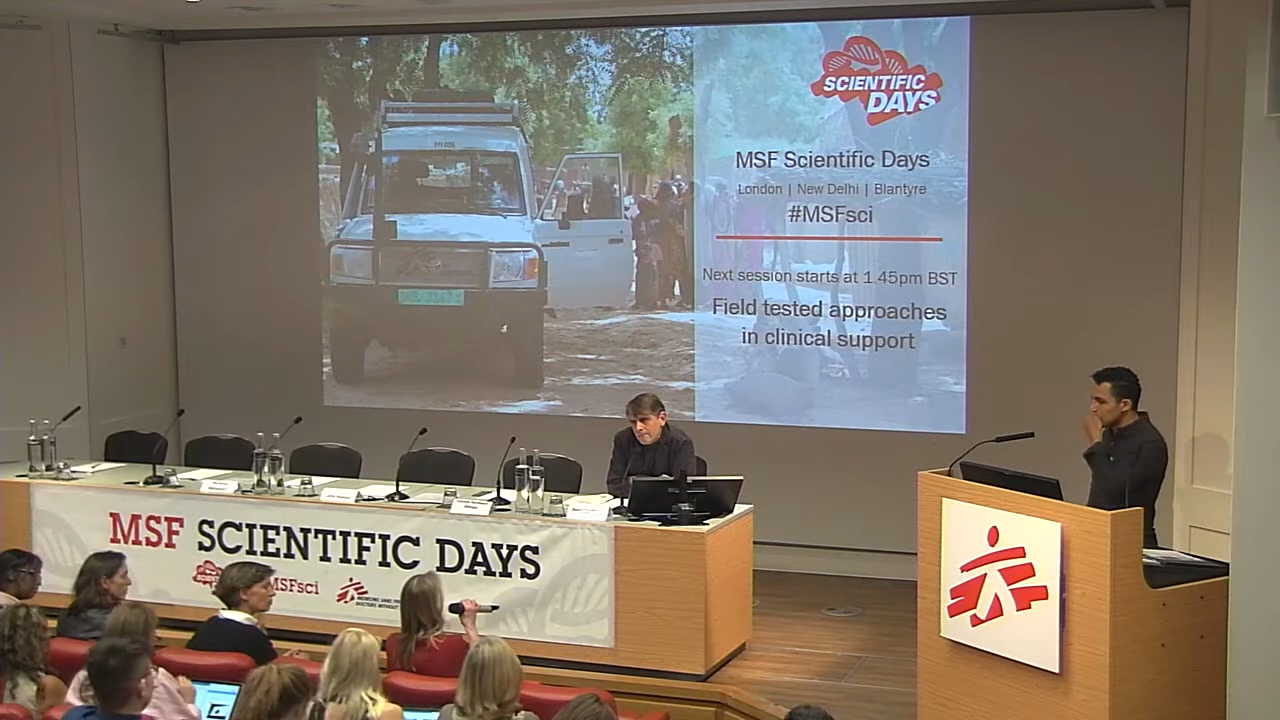 SCIENTIFIC
DAYS
MSF Scientific Days
London | New Delhi | Blantyre
#MSFsci
Next session starts at 1.45pm BST
Field tested approaches
in clinical support
MSF SCIENTIFIC DAYS
MSFsci